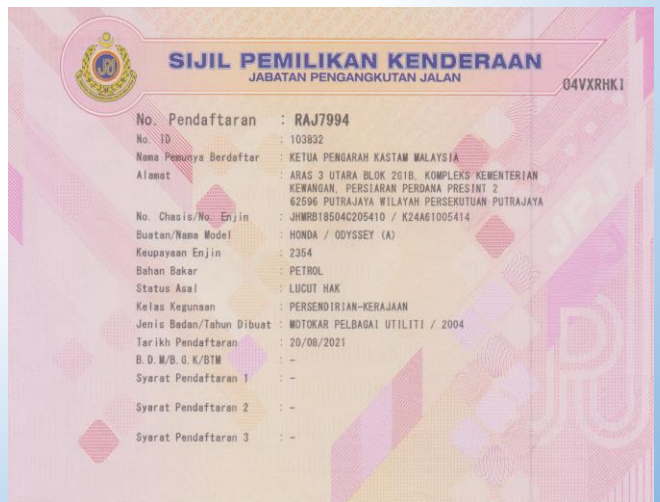 SIJIL PEMILIKAN KENDERAAN
JABATAN PENGANGKUTAN JALAN
04VXRHKI
No. Pendaftaran : RAJ7994
No. ID : 103832
Nama Pemunya Berdaftar : KETUA PENGARAH KASTAM MALAYSIA
Alamat : ARAS 3 UTARA BLOK 2G1B, KOMPLEKS KEMENTERIAN
KEWANGAN, PERSIARAN PERDANA PRESINT 2
62596 PUTRAJAYA WILAYAH PERSEKUTUAN PUTRAJAYA
No. Chasis/No. Enjin : JHMRB18504C205410 / K24A61005414
Buatan/Nama Model : HONDA / ODYSSEY (A)
Keupayaan Enjin : 2354
Bahan Bakar : PETROL
Status Asal : LUCUT HAK
Kelas Kegunaan : PERSENDIRIAN-KERAJAAN
Jenis Badan/Tahun Dibuat : MOTOKAR PELBAGAI UTILITI / 2004
Tarikh Pendaftaran : 20/08/2021
B.D.M/B.G.K/BTM : -
Syarat Pendaftaran 1 : -
Syarat Pendaftaran 2 : -
Syarat Pendaftaran 3 : -
JPJ